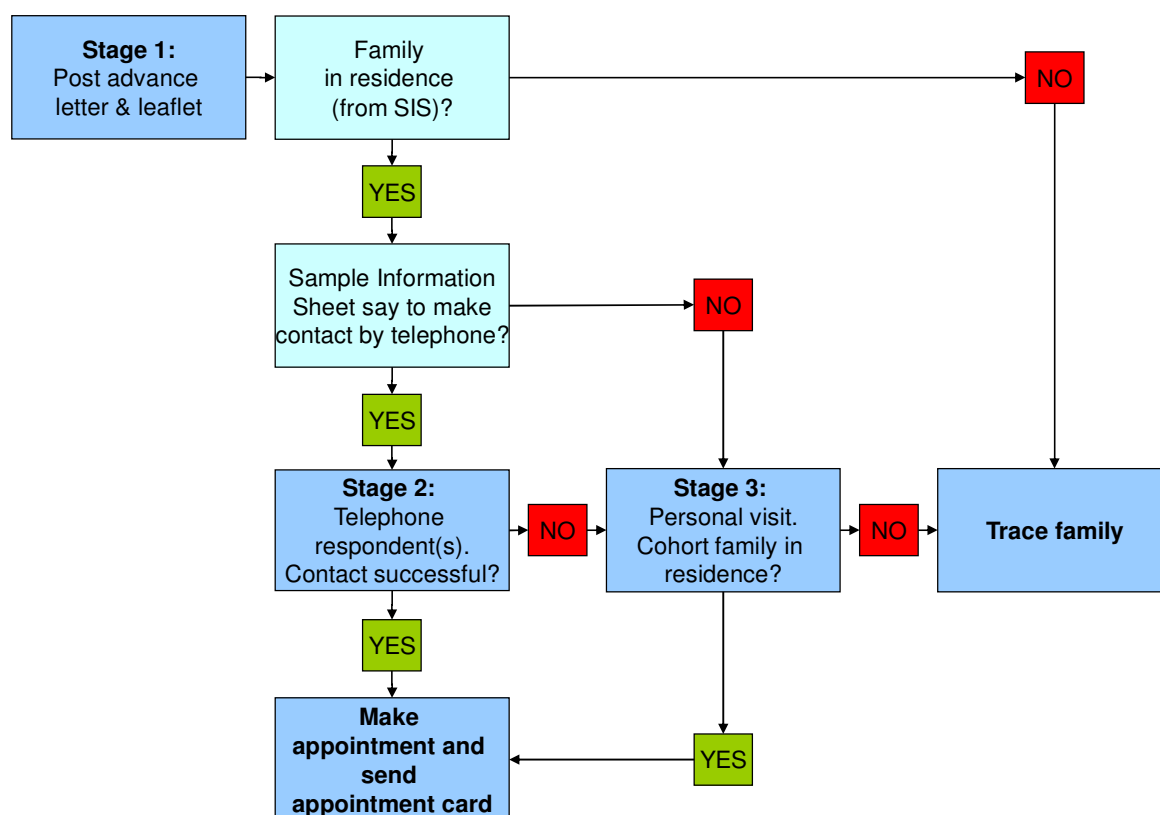 Stage 1:
Post advance
letter & leaflet
Family
in residence
(from SIS)?
NO
YES
Sample Information
Sheet say to make
contact by telephone?
NO
YES
Stage 2:
Telephone
respondent(s).
Contact successful?
NO
Stage 3:
Personal visit.
Cohort family in
residence?
NO
Trace family
YES
YES
Make
appointment and
send
appointment card